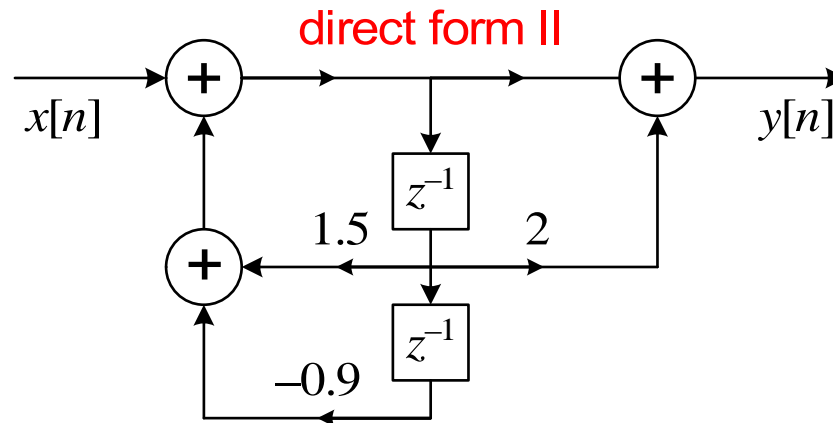 direct form II
+
+
x[n]
y[n]
z⁻¹
1.5
2
+
z⁻¹
−0.9